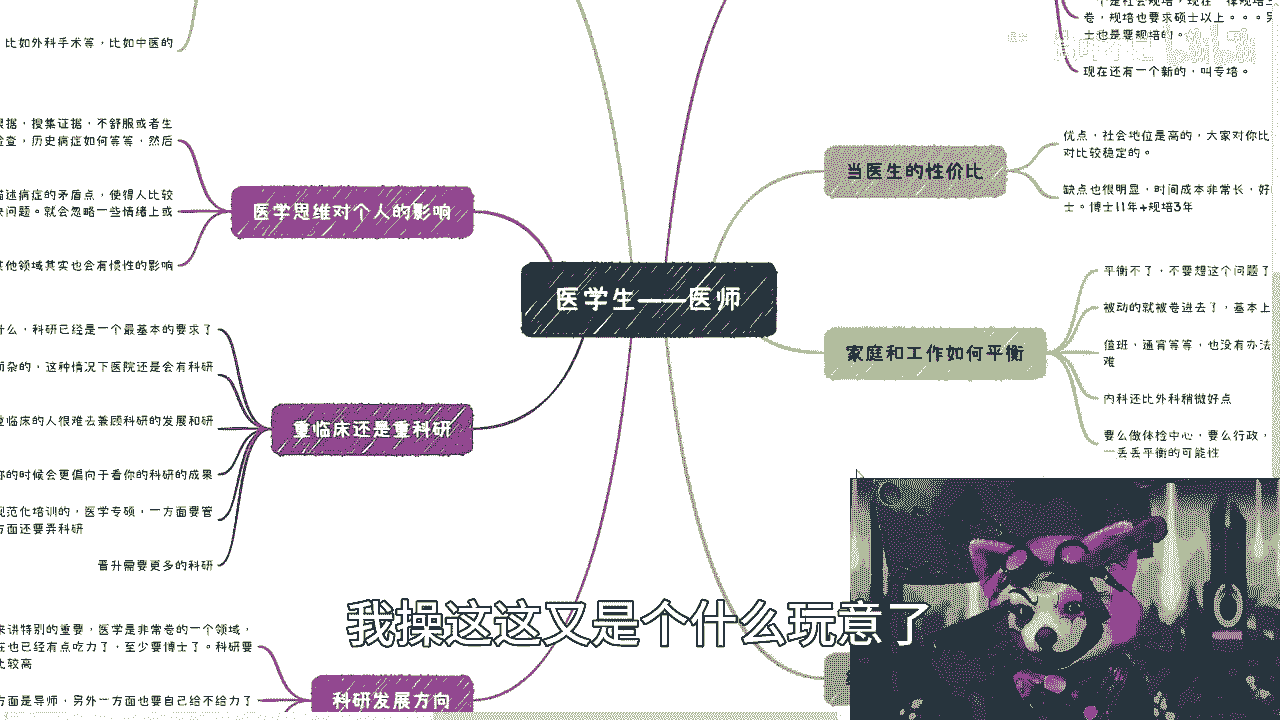 比如外科手术等，比如中医的
根据，搜集证据，不舒服或者生
检查，历史病症如何等等，然后
描述病症的矛盾点，使得人比较
决问题。就会忽略一些情绪上或
其他领域其实也会有惯性的影响
医学思维对个人的影响
什么，科研已经是一个最基本的要求了
而杂的，这种情况下医院还是会有科研
重临床的人很难去兼顾科研的发展和研
你的时候会更偏向于看你的科研的成果
规范化培训的，医学专硕，一方面要管
方面还要弄科研
晋升需要更多的科研
重临床还是重科研
来讲特别的重要，医学是非常卷的一个领域，
在也已经有点吃力了，至少要博士了。科研要
比较高
方面是导师，另外一方面也要自己给不给力了
科研发展方向
医学生——医师
卷，规培也要求硕士以上。。。另
士也是要规培的。
现在还有一个新的，叫专培。
当医生的性价比
优点，社会地位是高的，大家对你比
对比较稳定的。
缺点也很明显，时间成本非常长，好
士。博士11年+规培3年
家庭和工作如何平衡
平衡不了，不要想这个问题了
被动的就被卷进去了，基本上
值班，通宵等等，也没有办法
难
内科还比外科稍微好点
要么做体检中心，要么行政，
一丢丢平衡的可能性
我操这这又是个什么玩意了